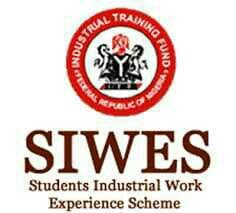 INDUSTRIAL TRAINING FUND
FEDERAL REPUBLIC OF NIGERIA
SIWES
Students Industrial Work
Experience Scheme